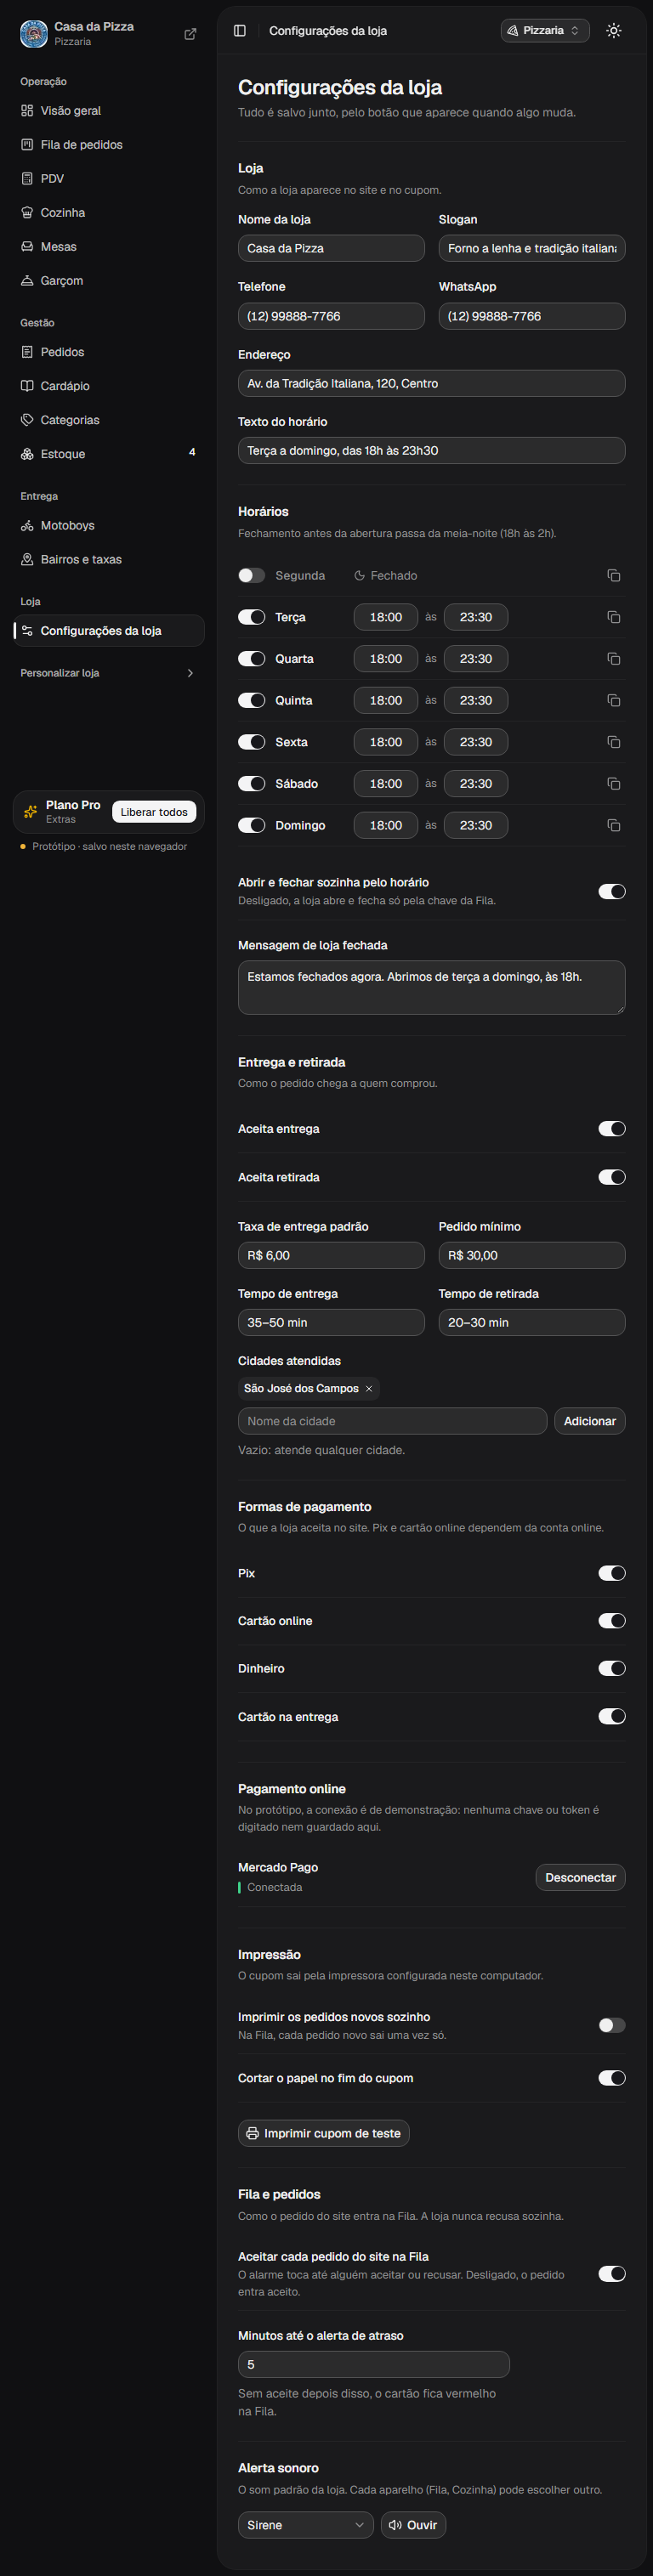 Casa da Pizza
Pizzaria
Operação
Visão geral
Fila de pedidos
PDV
Cozinha
Mesas
Garçom
Gestão
Pedidos
Cardápio
Categorias
Estoque 4
Entrega
Motoboys
Bairros e taxas
Loja
Configurações da loja
Personalizar loja
Plano Pro
Extras
Liberar todos
Protótipo · salvo neste navegador
Configurações da loja
Pizzaria
Configurações da loja
Tudo é salvo junto, pelo botão que aparece quando algo muda.
Loja
Como a loja aparece no site e no cupom.
Nome da loja Slogan
Casa da Pizza Forno a lenha e tradição italiana
Telefone WhatsApp
(12) 99888-7766 (12) 99888-7766
Endereço
Av. da Tradição Italiana, 120, Centro
Texto do horário
Terça a domingo, das 18h às 23h30
Horários
Fechamento antes da abertura passa da meia-noite (18h às 2h).
Segunda Fechado
Terça 18:00 às 23:30
Quarta 18:00 às 23:30
Quinta 18:00 às 23:30
Sexta 18:00 às 23:30
Sábado 18:00 às 23:30
Domingo 18:00 às 23:30
Abrir e fechar sozinha pelo horário
Desligado, a loja abre e fecha só pela chave da Fila.
Mensagem de loja fechada
Estamos fechados agora. Abrimos de terça a domingo, às 18h.
Entrega e retirada
Como o pedido chega a quem comprou.
Aceita entrega
Aceita retirada
Taxa de entrega padrão Pedido mínimo
R$ 6,00 R$ 30,00
Tempo de entrega Tempo de retirada
35–50 min 20–30 min
Cidades atendidas
São José dos Campos
Nome da cidade Adicionar
Vazio: atende qualquer cidade.
Formas de pagamento
O que a loja aceita no site. Pix e cartão online dependem da conta online.
Pix
Cartão online
Dinheiro
Cartão na entrega
Pagamento online
No protótipo, a conexão é de demonstração: nenhuma chave ou token é
digitado nem guardado aqui.
Mercado Pago
Conectada
Desconectar
Impressão
O cupom sai pela impressora configurada neste computador.
Imprimir os pedidos novos sozinho
Na Fila, cada pedido novo sai uma vez só.
Cortar o papel no fim do cupom
Imprimir cupom de teste
Fila e pedidos
Como o pedido do site entra na Fila. A loja nunca recusa sozinha.
Aceitar cada pedido do site na Fila
O alarme toca até alguém aceitar ou recusar. Desligado, o pedido
entra aceito.
Minutos até o alerta de atraso
5
Sem aceite depois disso, o cartão fica vermelho
na Fila.
Alerta sonoro
O som padrão da loja. Cada aparelho (Fila, Cozinha) pode escolher outro.
Sirene Ouvir